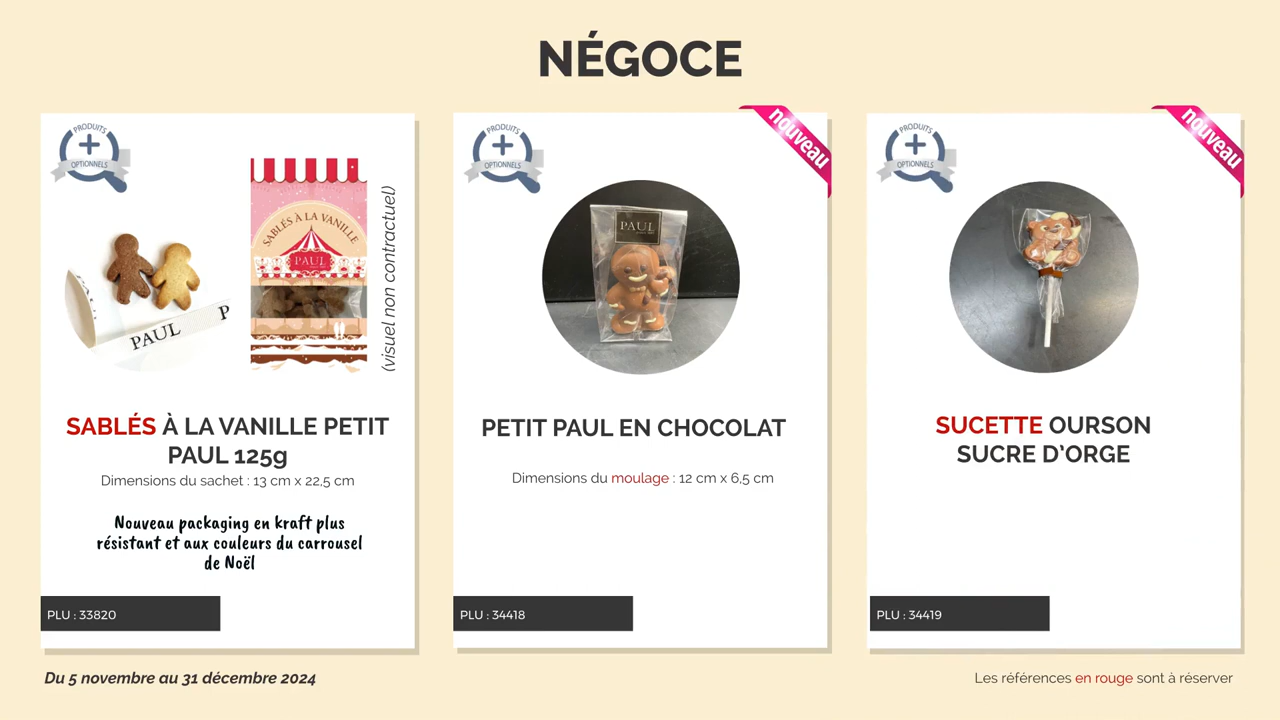 NÉGOCE
PRODUITS
OPTIONNELS
SABLÉS À LA VANILLE
PAUL
PAUL
P
(visuel non contractuel)
SABLÉS À LA VANILLE PETIT
PAUL 125g
Dimensions du sachet : 13 cm x 22,5 cm
Nouveau packaging en kraft plus
résistant et aux couleurs du carrousel
de Noël
PLU : 33820
PRODUITS
OPTIONNELS
nouveau
PAUL
PETIT PAUL EN CHOCOLAT
Dimensions du moulage : 12 cm x 6,5 cm
PLU : 34418
PRODUITS
OPTIONNELS
nouveau
SUCETTE OURSON
SUCRE D'ORGE
PLU : 34419
Du 5 novembre au 31 décembre 2024
Les références en rouge sont à réserver